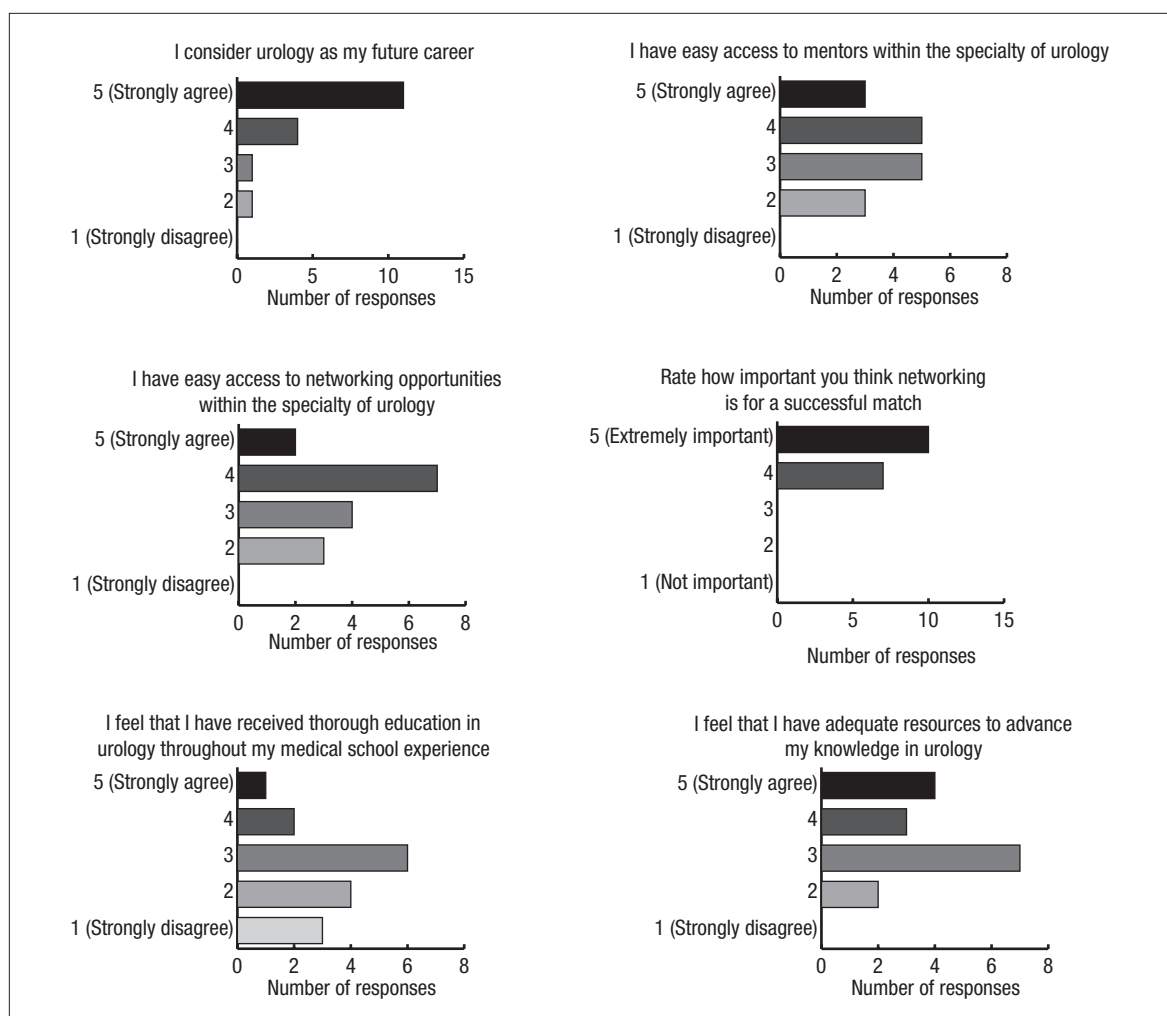 I consider urology as my future career
5 (Strongly agree)
4
3
2
1 (Strongly disagree)
0 5 10 15
Number of responses
I have easy access to mentors within the specialty of urology
5 (Strongly agree)
4
3
2
1 (Strongly disagree)
0 2 4 6 8
Number of responses
I have easy access to networking opportunities
within the specialty of urology
5 (Strongly agree)
4
3
2
1 (Strongly disagree)
0 2 4 6 8
Number of responses
Rate how important you think networking
is for a successful match
5 (Extremely important)
4
3
2
1 (Not important)
0 5 10 15
Number of responses
I feel that I have received thorough education in
urology throughout my medical school experience
5 (Strongly agree)
4
3
2
1 (Strongly disagree)
0 2 4 6 8
Number of responses
I feel that I have adequate resources to advance
my knowledge in urology
5 (Strongly agree)
4
3
2
1 (Strongly disagree)
0 2 4 6 8
Number of responses